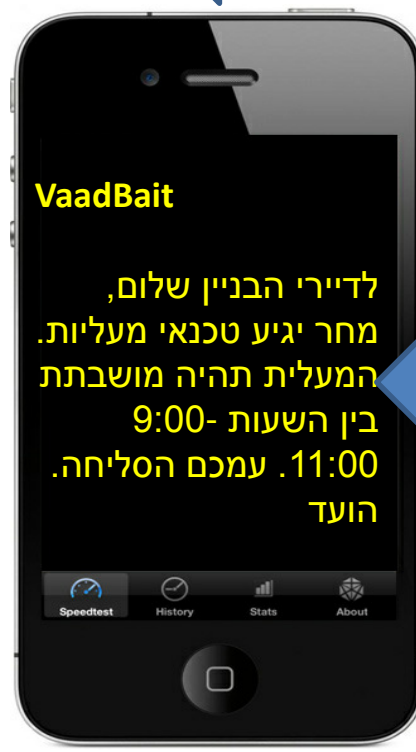 VaadBait
לדיירי הבניין שלום,
מחר יגיע טכנאי מעליות.
המעלית תהיה מושבתת
בין השעות 9:00-
11:00. עמכם הסליחה.
הועד
Speedtest History Stats About